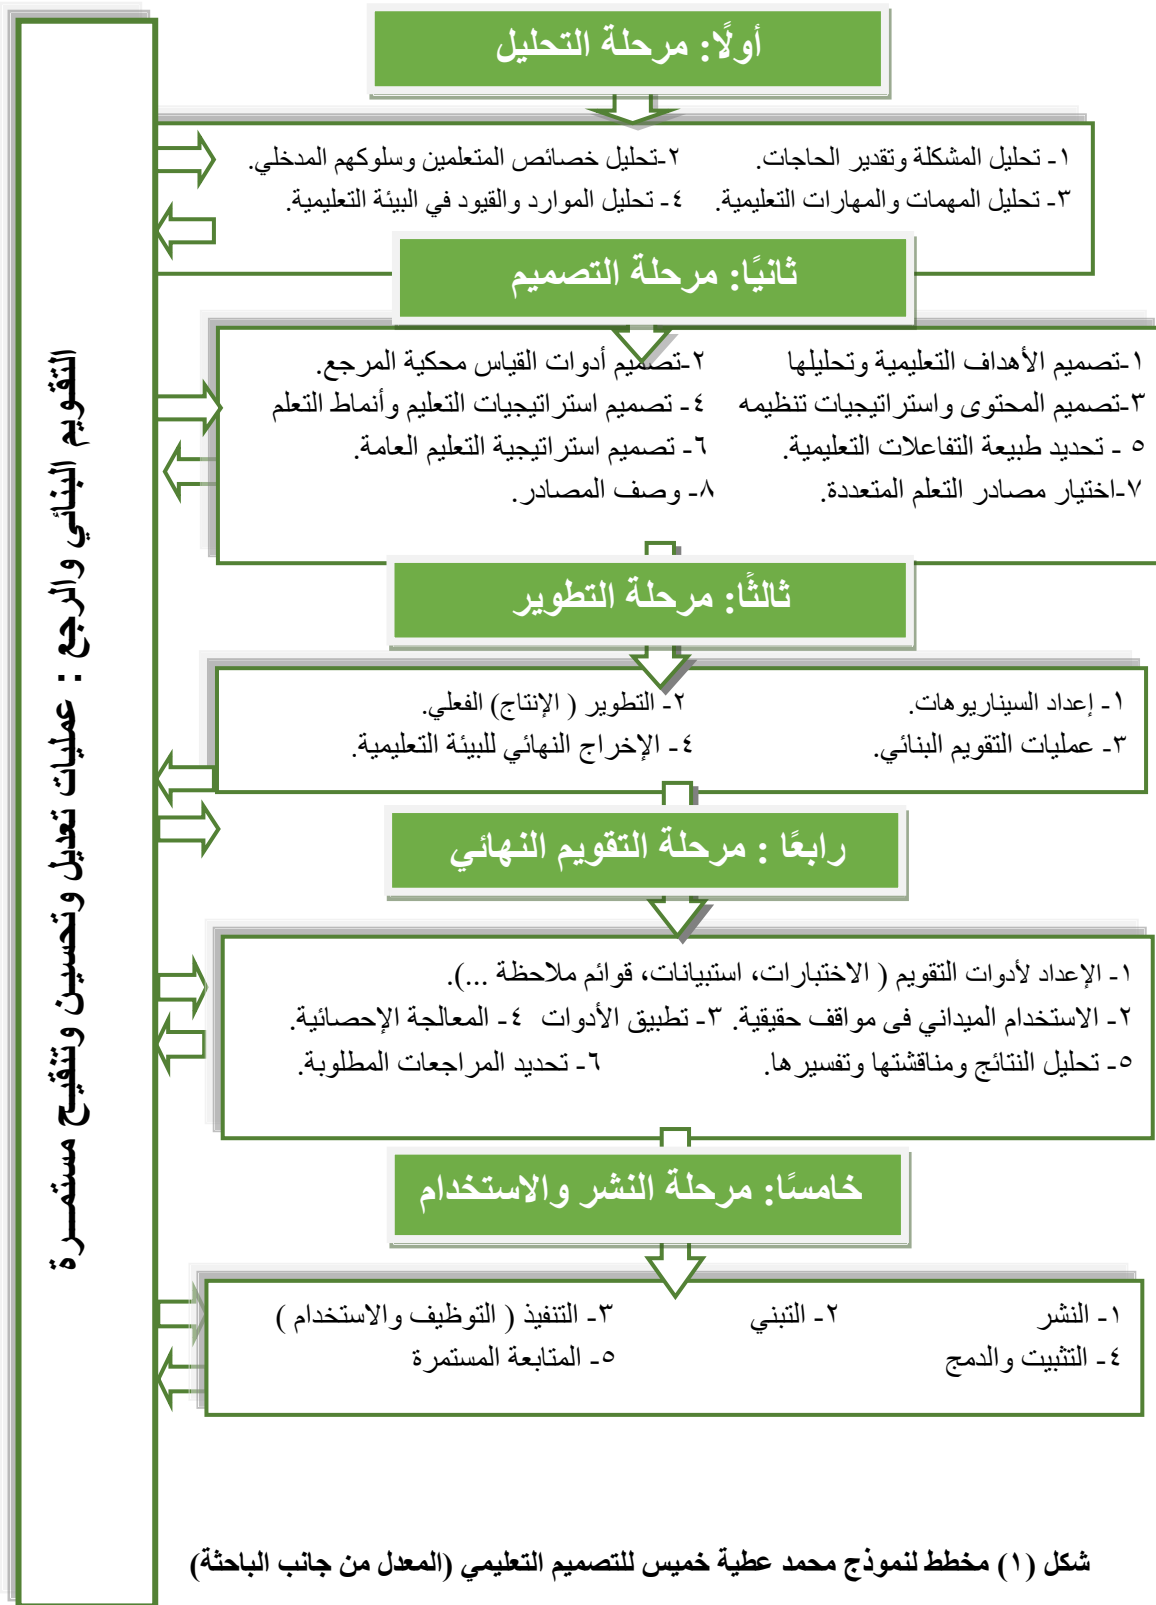 أولًا: مرحلة التحليل
١- تحليل المشكلة وتقدير الحاجات. ٢-تحليل خصائص المتعلمين وسلوكهم المدخلي.
٣- تحليل المهمات والمهارات التعليمية. ٤- تحليل الموارد والقيود في البيئة التعليمية.
ثانيًا: مرحلة التصميم
١-تصميم الأهداف التعليمية وتحليلها ٢-تصميم أدوات القياس محكية المرجع.
٣-تصميم المحتوى واستراتيجيات تنظيمه ٤- تصميم استراتيجيات التعليم وأنماط التعلم
٥ - تحديد طبيعة التفاعلات التعليمية. ٦- تصميم استراتيجية التعليم العامة.
٧-اختيار مصادر التعلم المتعددة. ٨- وصف المصادر.
ثالثًا: مرحلة التطوير
١- إعداد السيناريوهات. ٢- التطوير ( الإنتاج) الفعلي.
٣- عمليات التقويم البنائي. ٤- الإخراج النهائي للبيئة التعليمية.
رابعًا : مرحلة التقويم النهائي
١- الإعداد لأدوات التقويم ( الاختبارات، استبيانات، قوائم ملاحظة ...).
٢- الاستخدام الميداني فى مواقف حقيقية. ٣- تطبيق الأدوات ٤- المعالجة الإحصائية.
٥- تحليل النتائج ومناقشتها وتفسيرها. ٦- تحديد المراجعات المطلوبة.
خامسًا: مرحلة النشر والاستخدام
١- النشر ٢- التبني ٣- التنفيذ ( التوظيف والاستخدام )
٤- التثبيت والدمج ٥- المتابعة المستمرة
التقويم البنائي والرجع : عمليات تعديل وتحسين وتنقيح مستمـــرة
شكل (١) مخطط لنموذج محمد عطية خميس للتصميم التعليمي (المعدل من جانب الباحثة)